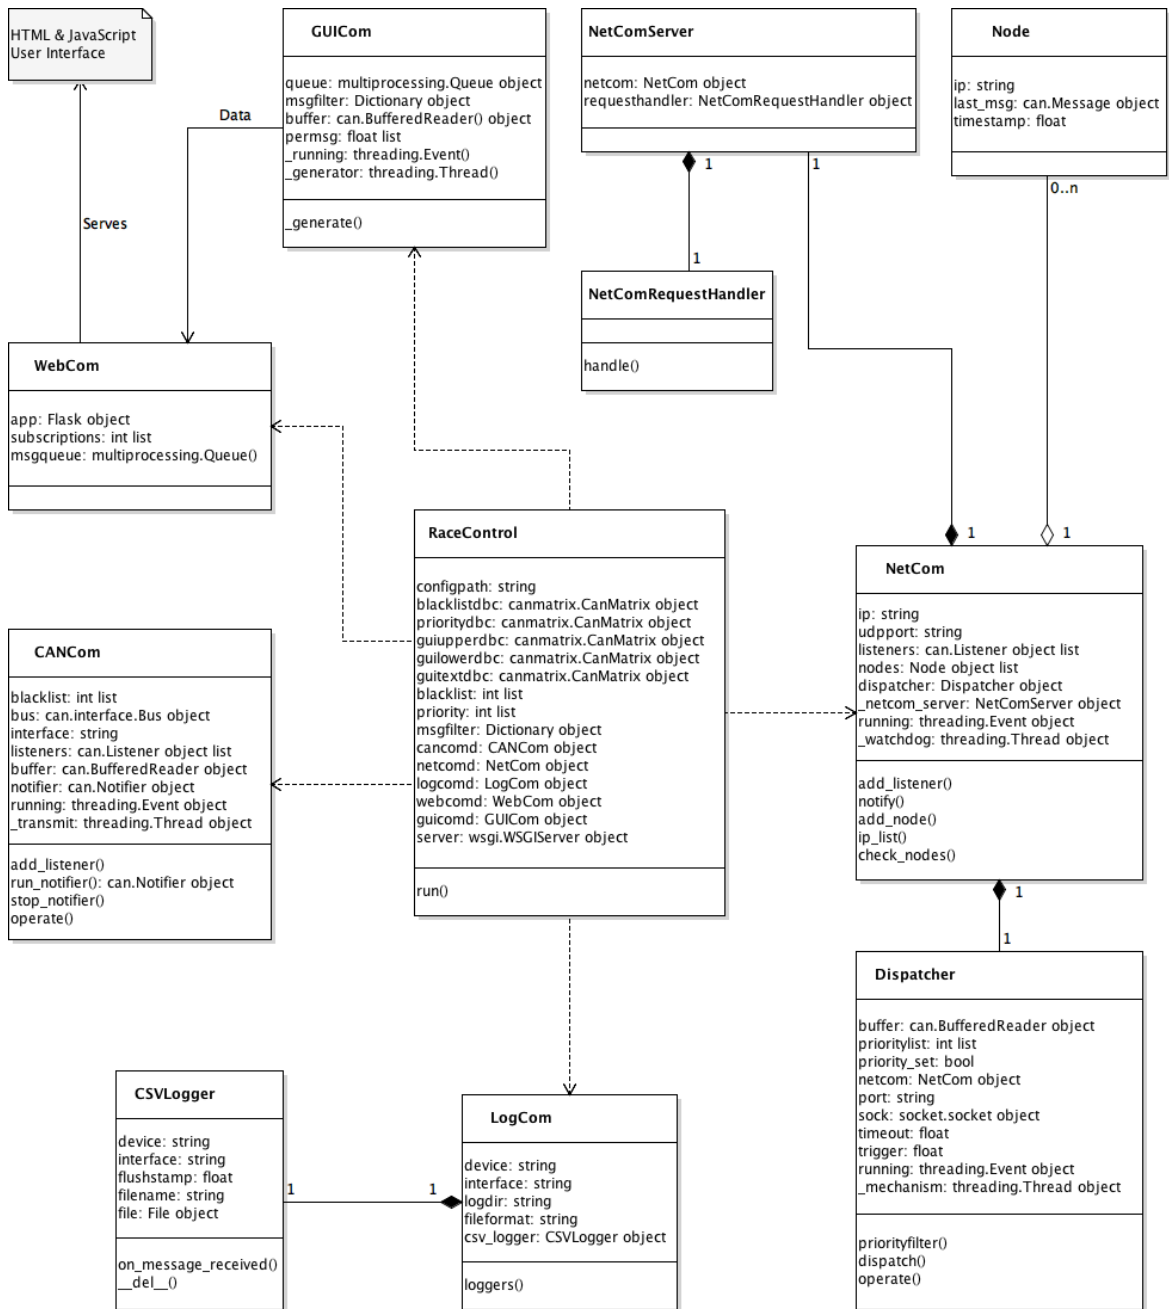 HTML & JavaScript
User Interface
GUICom
queue: multiprocessing.Queue object
msgfilter: Dictionary object
buffer: can.BufferedReader() object
permsg: float list
_running: threading.Event()
_generator: threading.Thread()
_generate()
NetComServer
netcom: NetCom object
requesthandler: NetComRequestHandler object
Node
ip: string
last_msg: can.Message object
timestamp: float
Data
Serves
1
1
1
0..n
NetComRequestHandler
handle()
WebCom
app: Flask object
subscriptions: int list
msgqueue: multiprocessing.Queue()
RaceControl
configpath: string
blacklistdbc: canmatrix.CanMatrix object
prioritydbc: canmatrix.CanMatrix object
guiupperdbc: canmatrix.CanMatrix object
guilowerdbc: canmatrix.CanMatrix object
guitextdbc: canmatrix.CanMatrix object
blacklist: int list
priority: int list
msgfilter: Dictionary object
cancomd: CANCom object
netcomd: NetCom object
logcomd: LogCom object
webcomd: WebCom object
guicomd: GUICom object
server: wsgi.WSGIServer object
run()
1
1
NetCom
ip: string
udpport: string
listeners: can.Listener object list
nodes: Node object list
dispatcher: Dispatcher object
_netcom_server: NetComServer object
running: threading.Event object
_watchdog: threading.Thread object
add_listener()
notify()
add_node()
ip_list()
check_nodes()
CANCom
blacklist: int list
bus: can.interface.Bus object
interface: string
listeners: can.Listener object list
buffer: can.BufferedReader object
notifier: can.Notifier object
running: threading.Event object
_transmit: threading.Thread object
add_listener()
run_notifier(): can.Notifier object
stop_notifier()
operate()
1
1
Dispatcher
buffer: can.BufferedReader object
prioritylist: int list
priority_set: bool
netcom: NetCom object
port: string
sock: socket.socket object
timeout: float
trigger: float
running: threading.Event object
_mechanism: threading.Thread object
priorityfilter()
dispatch()
operate()
CSVLogger
device: string
interface: string
flushstamp: float
filename: string
file: File object
on_message_received()
__del__()
1
1
LogCom
device: string
interface: string
logdir: string
fileformat: string
csv_logger: CSVLogger object
loggers()